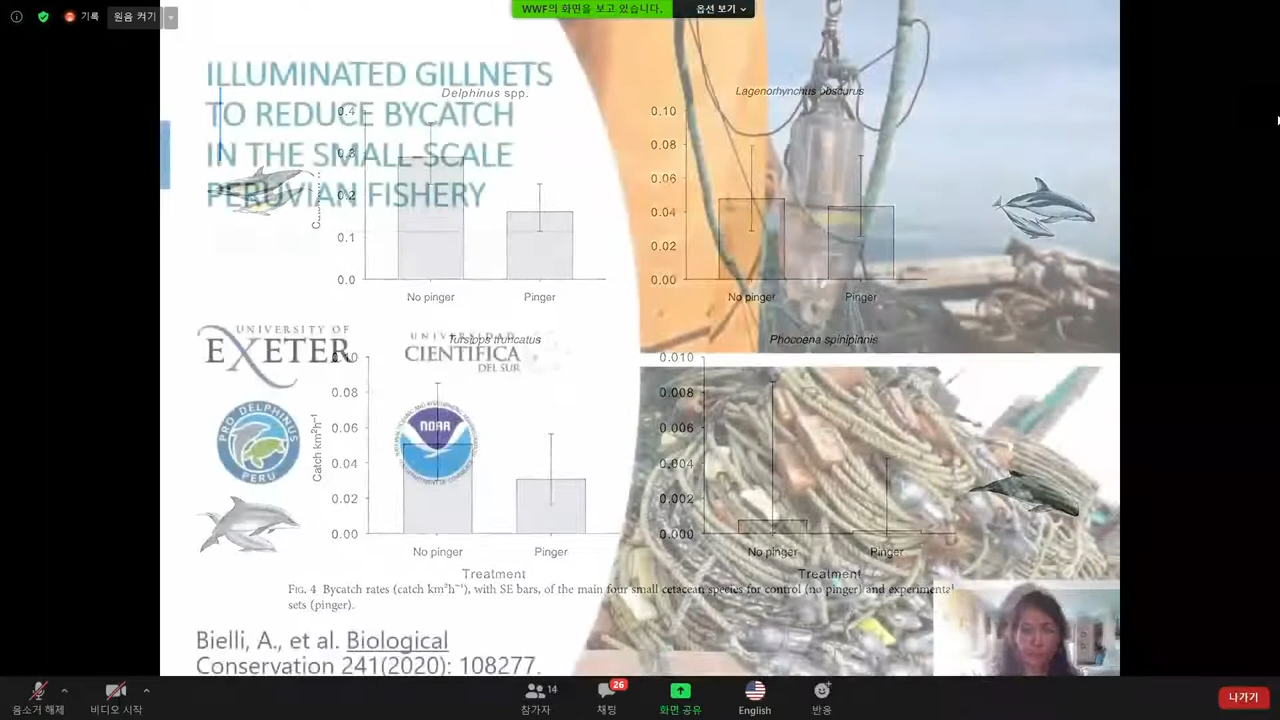 기록
원음 켜기
WWF의 화면을 보고 있습니다.
옵션 보기
ILLUMINATED GILLNETS
TO REDUCE BYCATCH
IN THE SMALL-SCALE
PERUVIAN FISHERY
Delphinus spp.
0.4
0.3
0.2
0.1
0.0
No pinger
Pinger
Lagenorhynchus obscurus
0.10
0.08
0.06
0.04
0.02
0.00
No pinger
Pinger
UNIVERSITY OF
EXETER
UNIVERSIDAD
CIENTIFICA
DEL SUR
PRO DELPHINUS
PERU
NOAA
Tursiops truncatus
0.10
0.08
0.06
0.04
0.02
0.00
Catch km²h⁻¹
No pinger
Pinger
Treatment
Phocoena spinipinnis
0.010
0.008
0.006
0.004
0.002
0.000
No pinger
Pinger
Treatment
FIG. 4 Bycatch rates (catch km²h⁻¹), with SE bars, of the main four small cetacean species for control (no pinger) and experimental
sets (pinger).
Bielli, A., et al. Biological
Conservation 241(2020): 108277.
음소거 해제
비디오 시작
14
참가자
26
채팅
화면 공유
English
반응
나가기